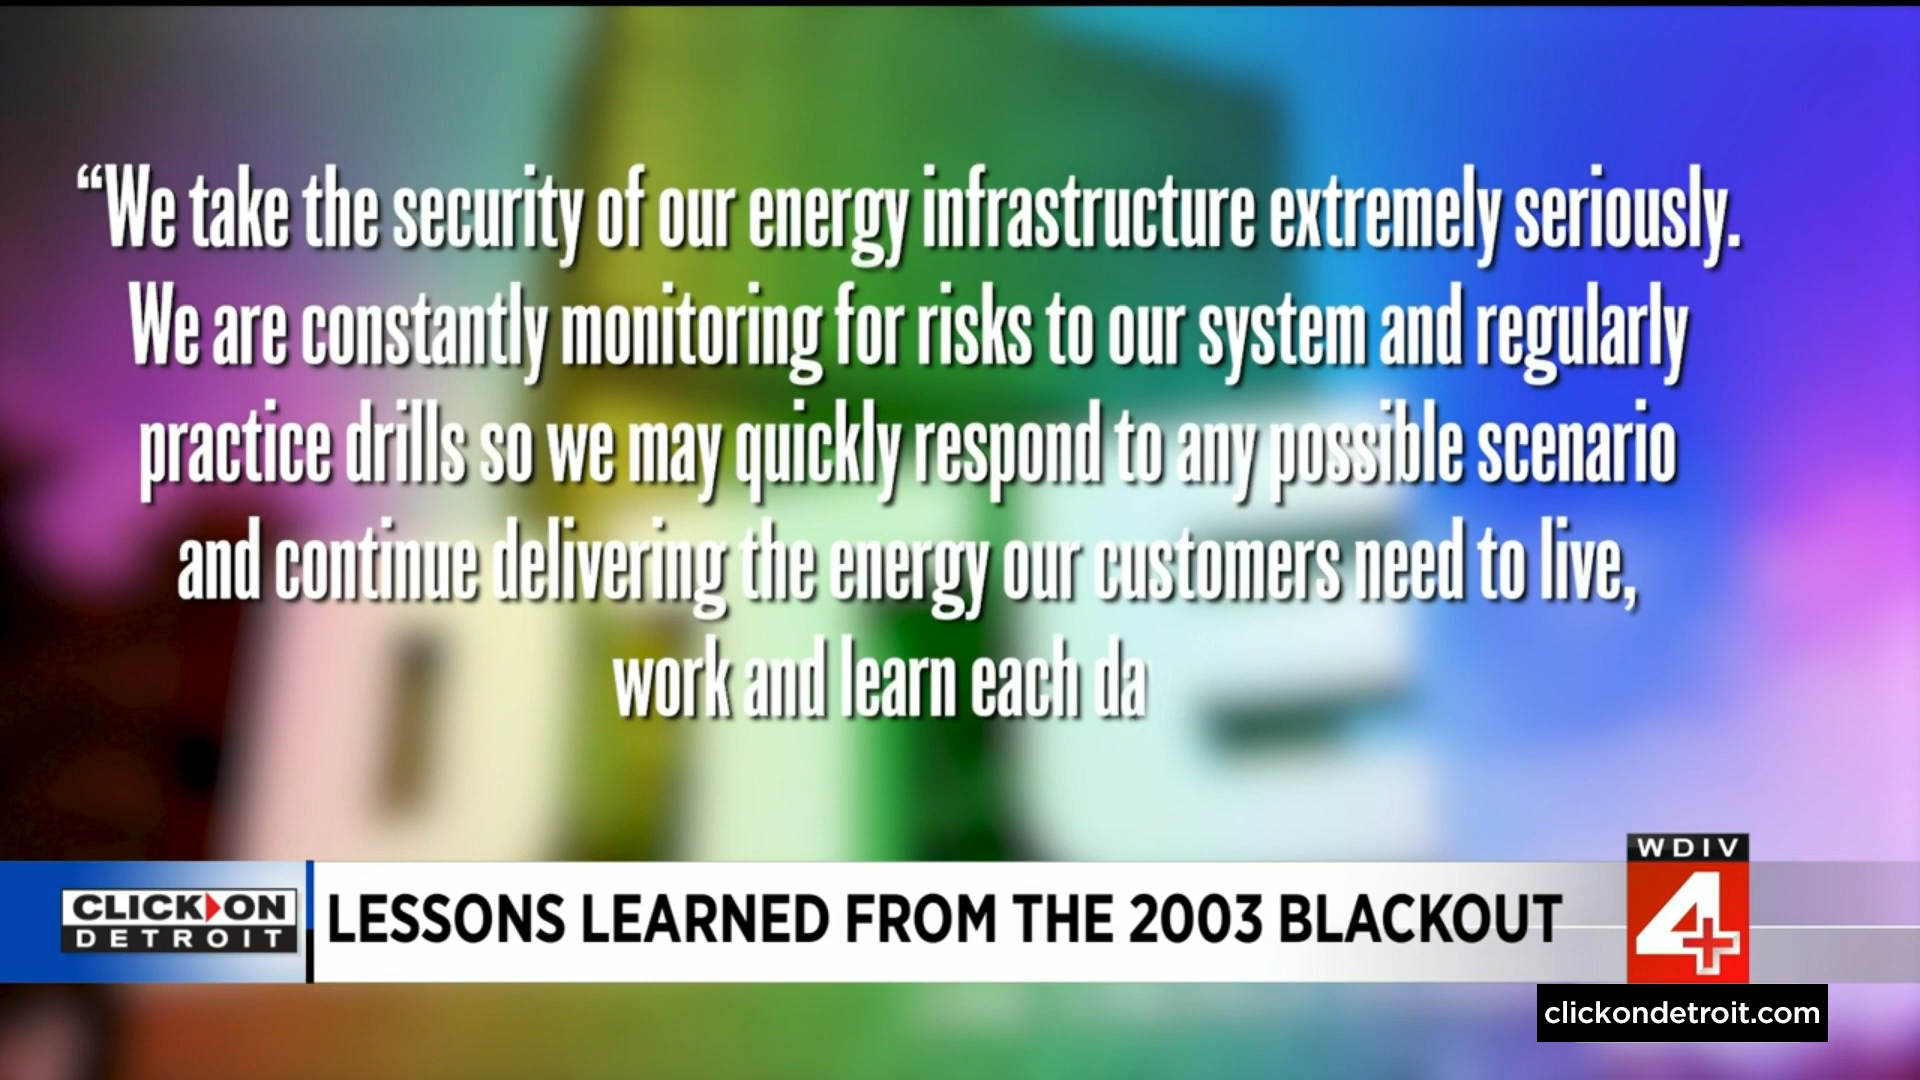 “We take the security of our energy infrastructure extremely seriously.
We are constantly monitoring for risks to our system and regularly
practice drills so we may quickly respond to any possible scenario
and continue delivering the energy our customers need to live,
work and learn each da
DTE
CLICK ON
DETROIT
LESSONS LEARNED FROM THE 2003 BLACKOUT
WDIV
4+
clickondetroit.com